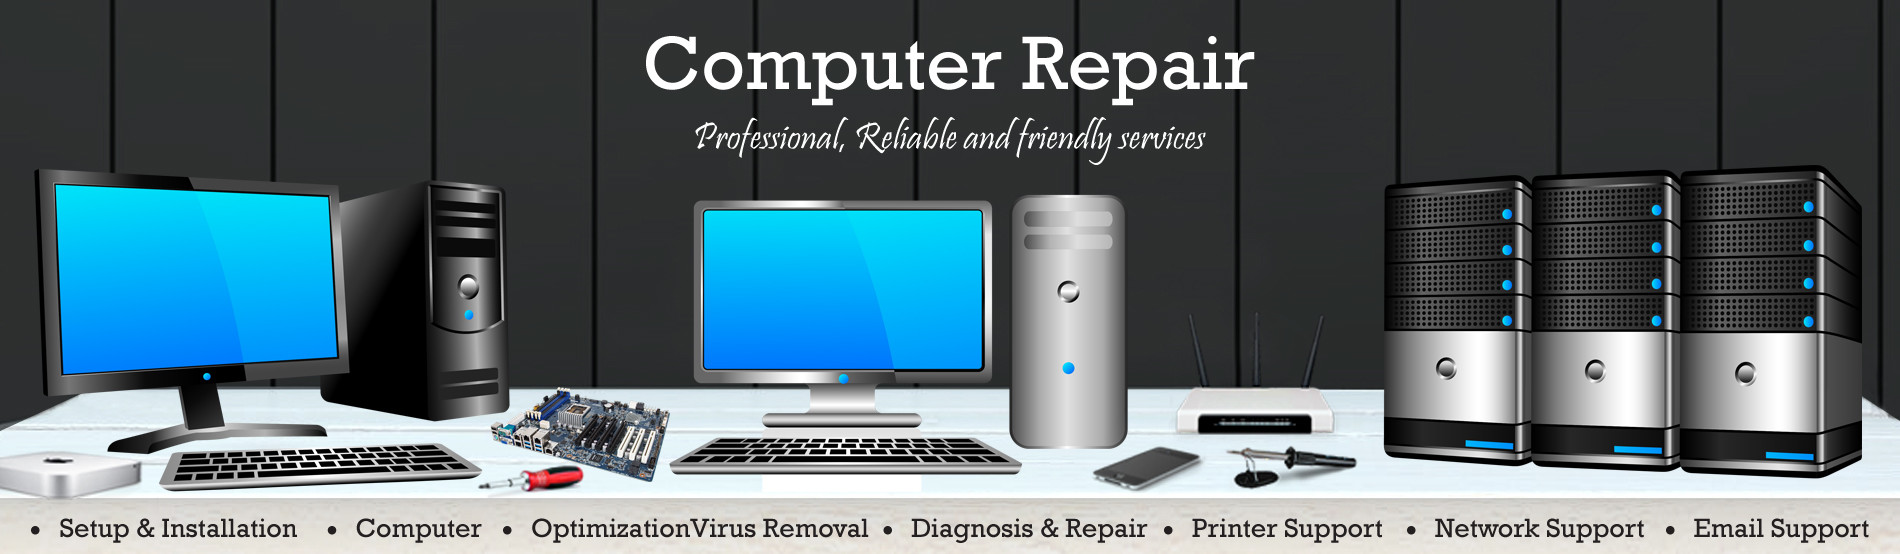 Computer Repair
Professional, Reliable and friendly services
• Setup & Installation • Computer • OptimizationVirus Removal • Diagnosis & Repair • Printer Support • Network Support • Email Support